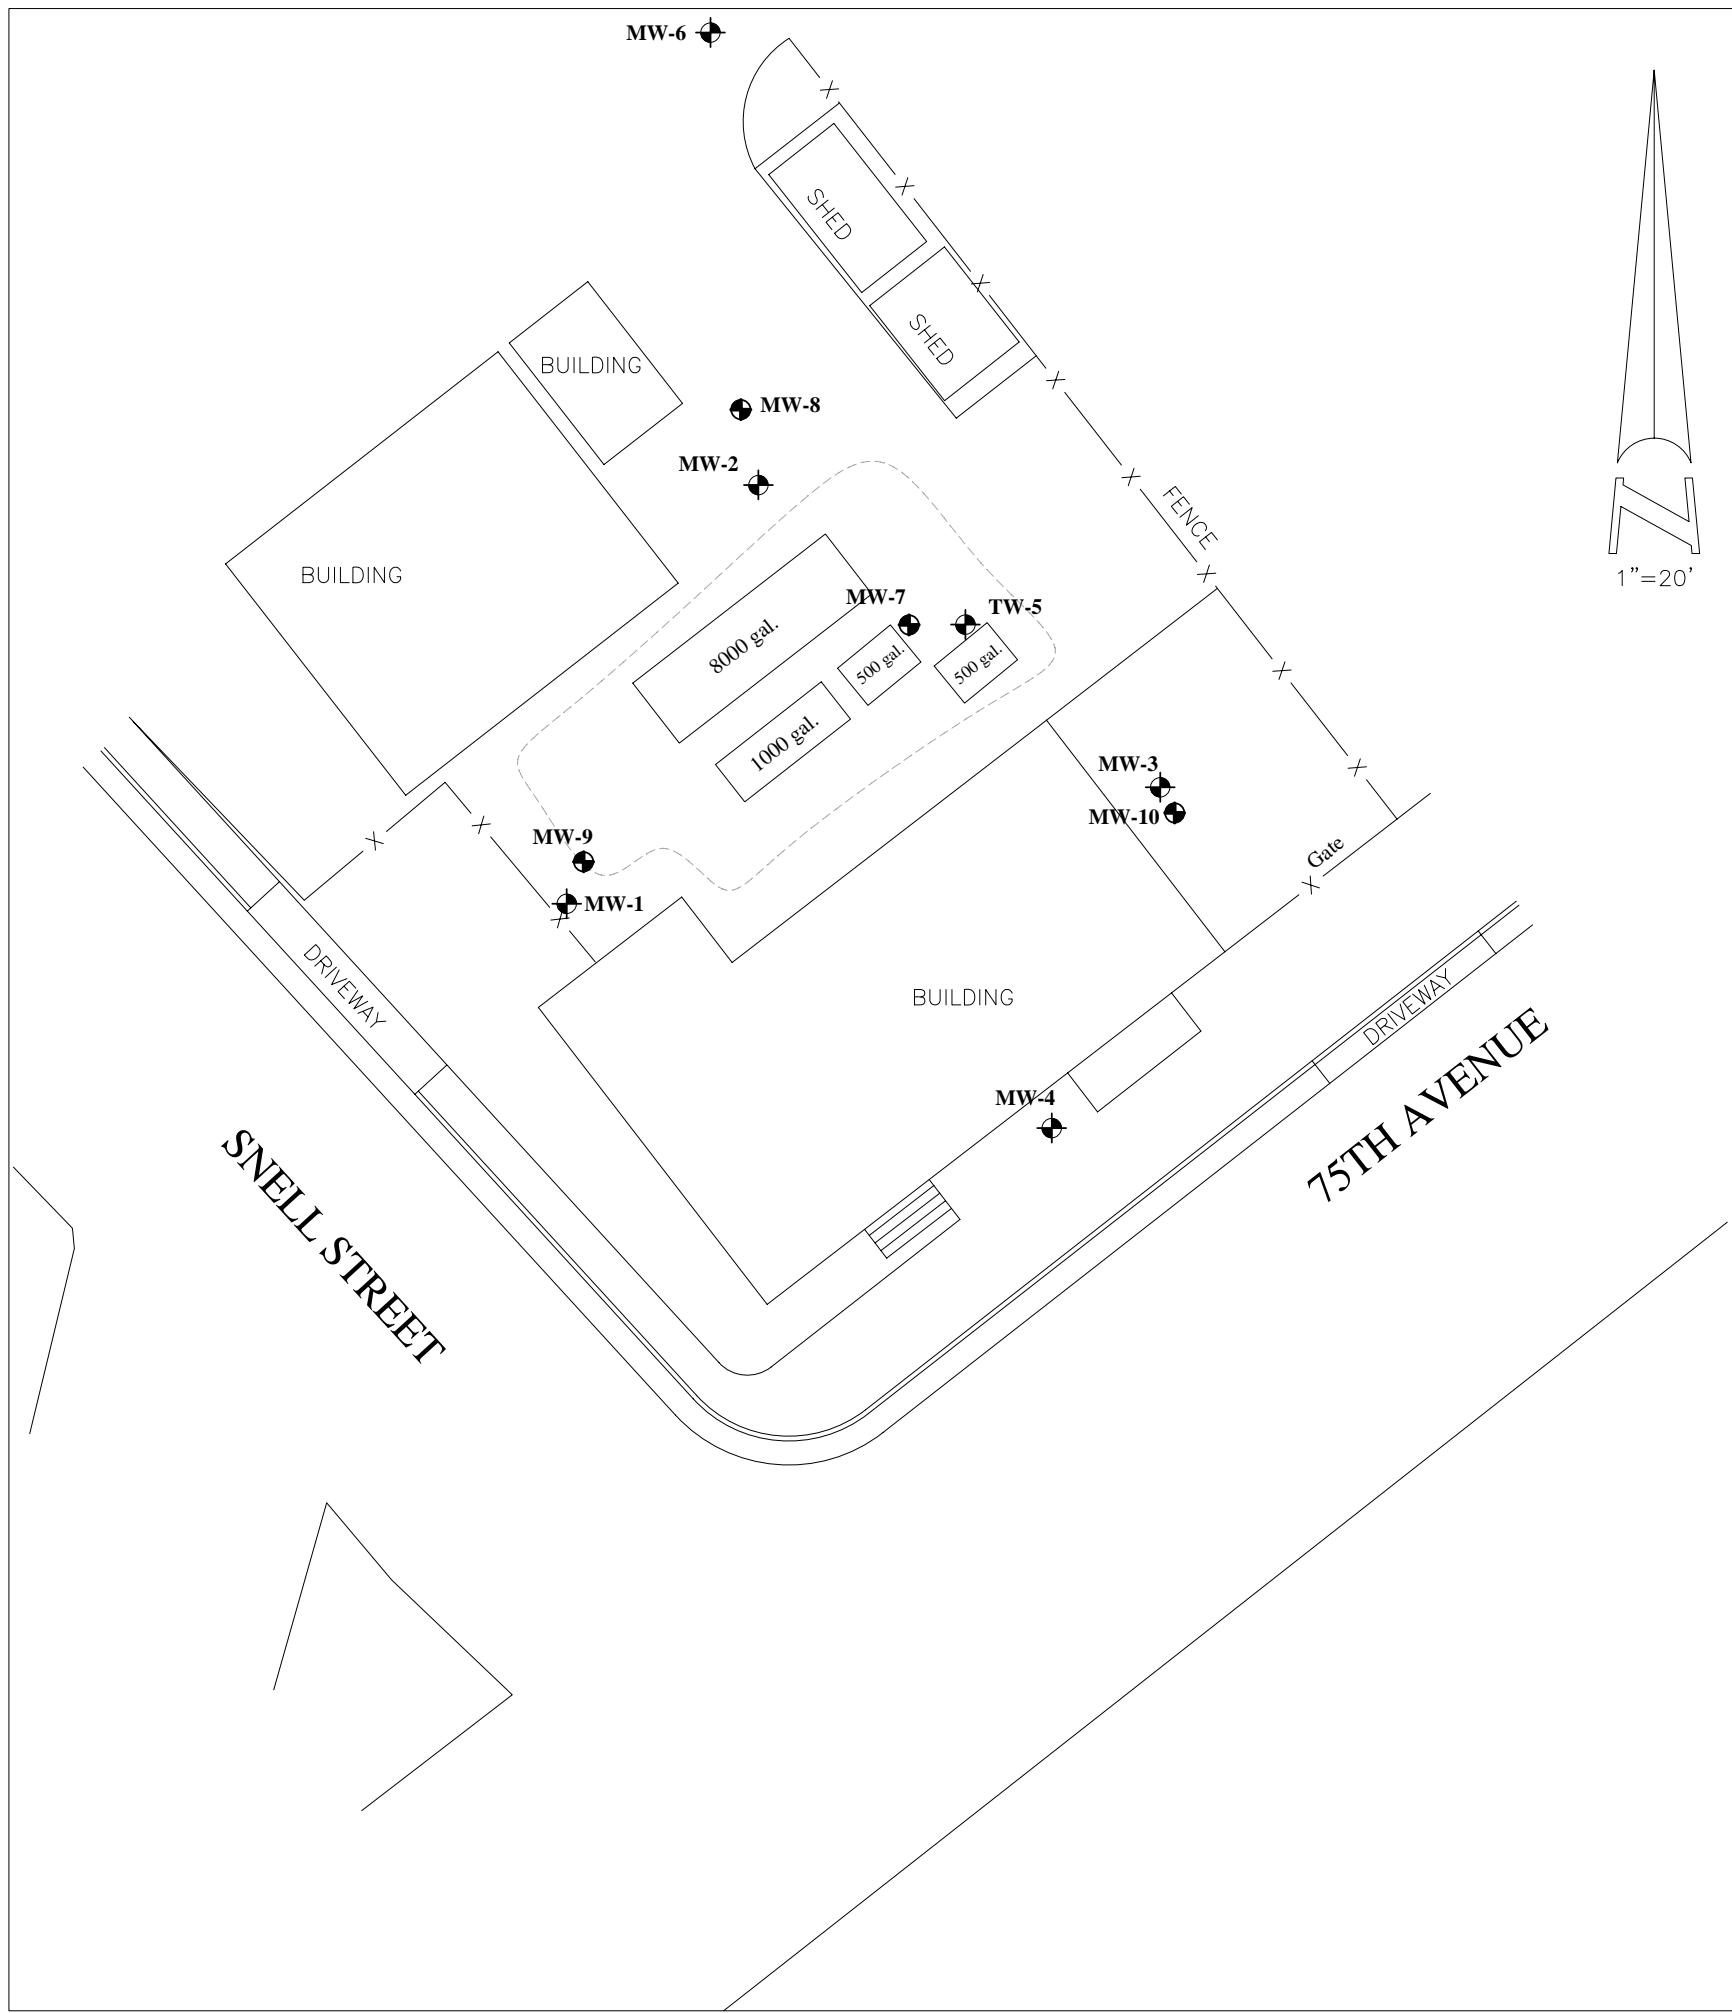 MW-6
SHED
SHED
BUILDING
MW-8
MW-2
FENCE
N
1"=20'
BUILDING
MW-7
TW-5
8000 gal.
500 gal.
500 gal.
1000 gal.
MW-3
MW-10
MW-9
Gate
MW-1
DRIVEWAY
BUILDING
DRIVEWAY
MW-4
75TH AVENUE
SNELL STREET